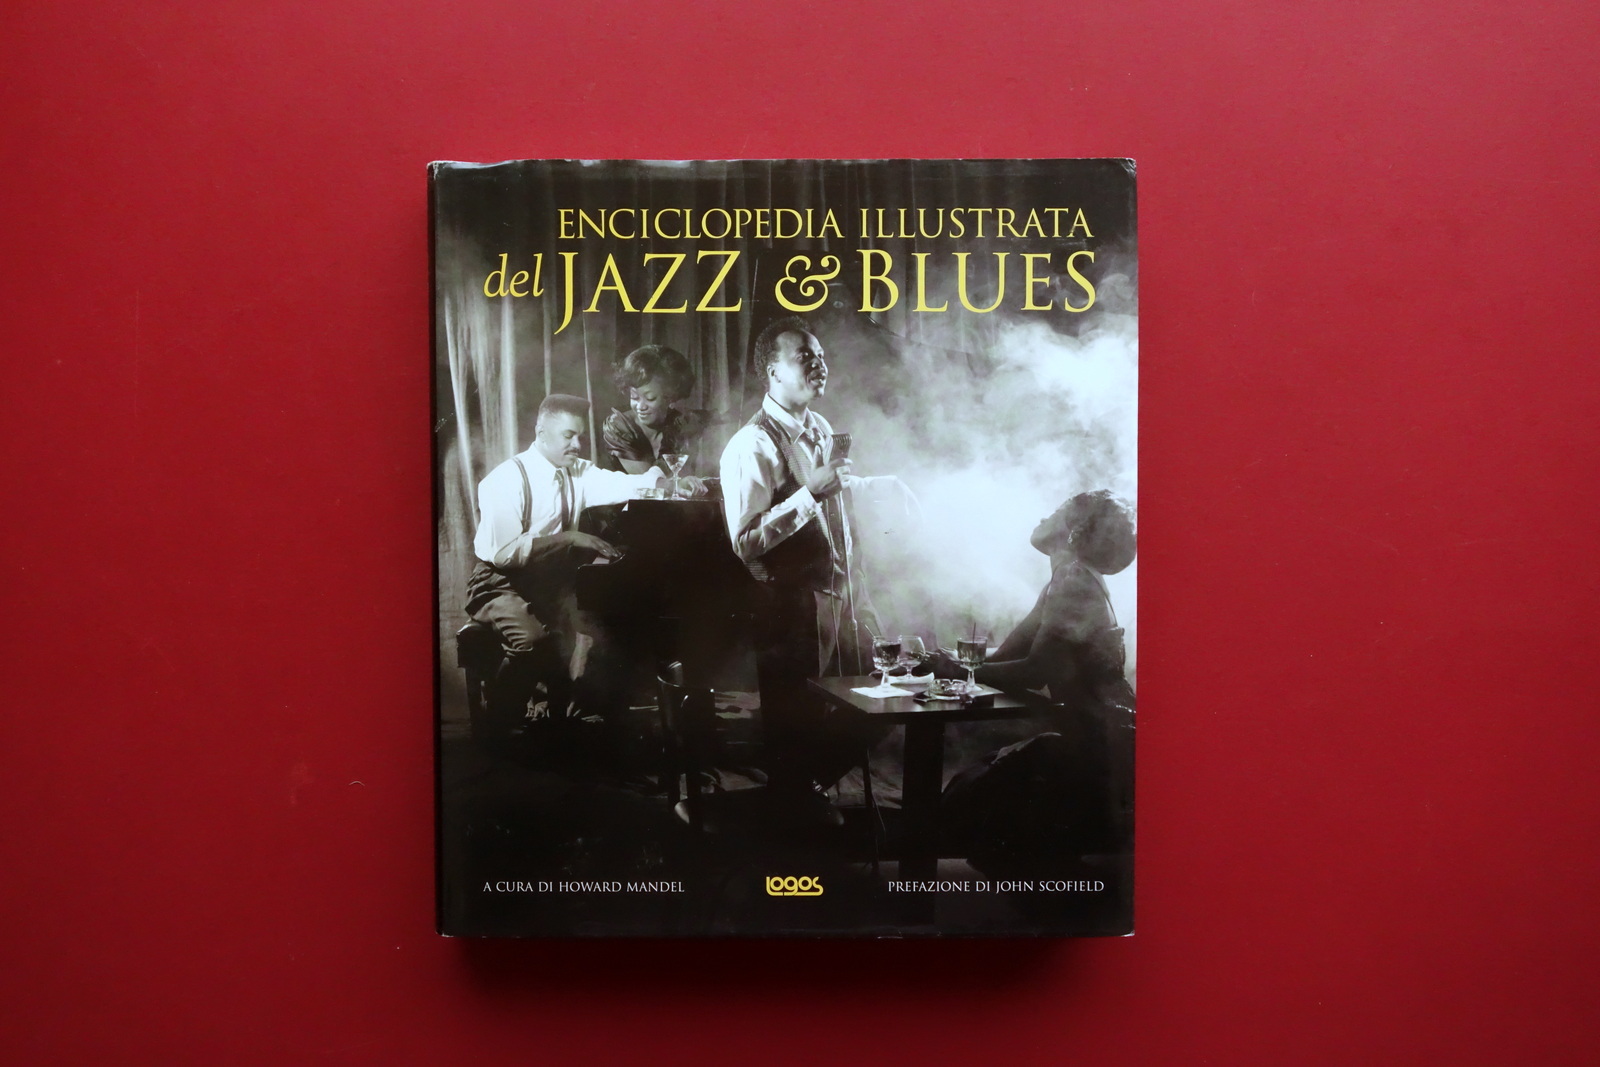 ENCICLOPEDIA ILLUSTRATA
del JAZZ & BLUES
A CURA DI HOWARD MANDEL
logos
PREFAZIONE DI JOHN SCOFIELD